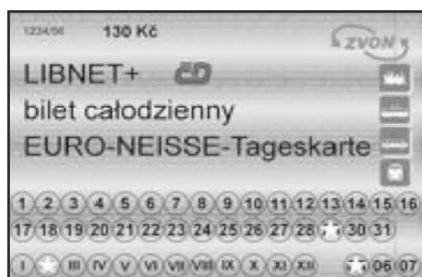 1234/06 130 Kč ZVON
LIBNET+ ČD
bilet całodzienny
EURO-NEISSE-Tageskarte
1 2 3 4 5 6 7 8 9 10 11 12 13 14 15 16
17 18 19 20 21 22 23 24 25 26 27 28 30 31
I III IV V VI VII VIII IX X XI XII 06 07